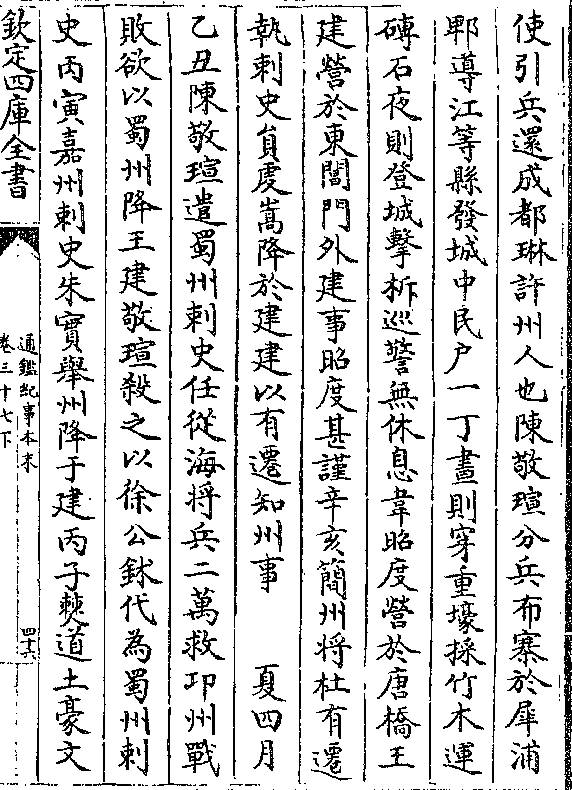 使引兵還成都琳許州人也陳敬瑄分兵布寨於犀浦
郫導江等縣發城中民户一丁晝則穿重壕採竹木運
磚石夜則登城擊柝巡警無休息韋昭度營於唐橋王
建營於東閶門外建事昭度甚謹辛亥簡州将杜有遷
執刺史員虔嵩降於建建以有遷知州事　　夏四月
乙丑陳敬瑄遣蜀州刺史任從海将兵二萬救卭州戰
敗欲以蜀州降王建敬瑄殺之以徐公鉥代為蜀州刺
史丙寅嘉州刺史朱實舉州降于建丙子僰道土豪文
欽定四庫全書
通鑑紀事本末
卷三十七下
四十六